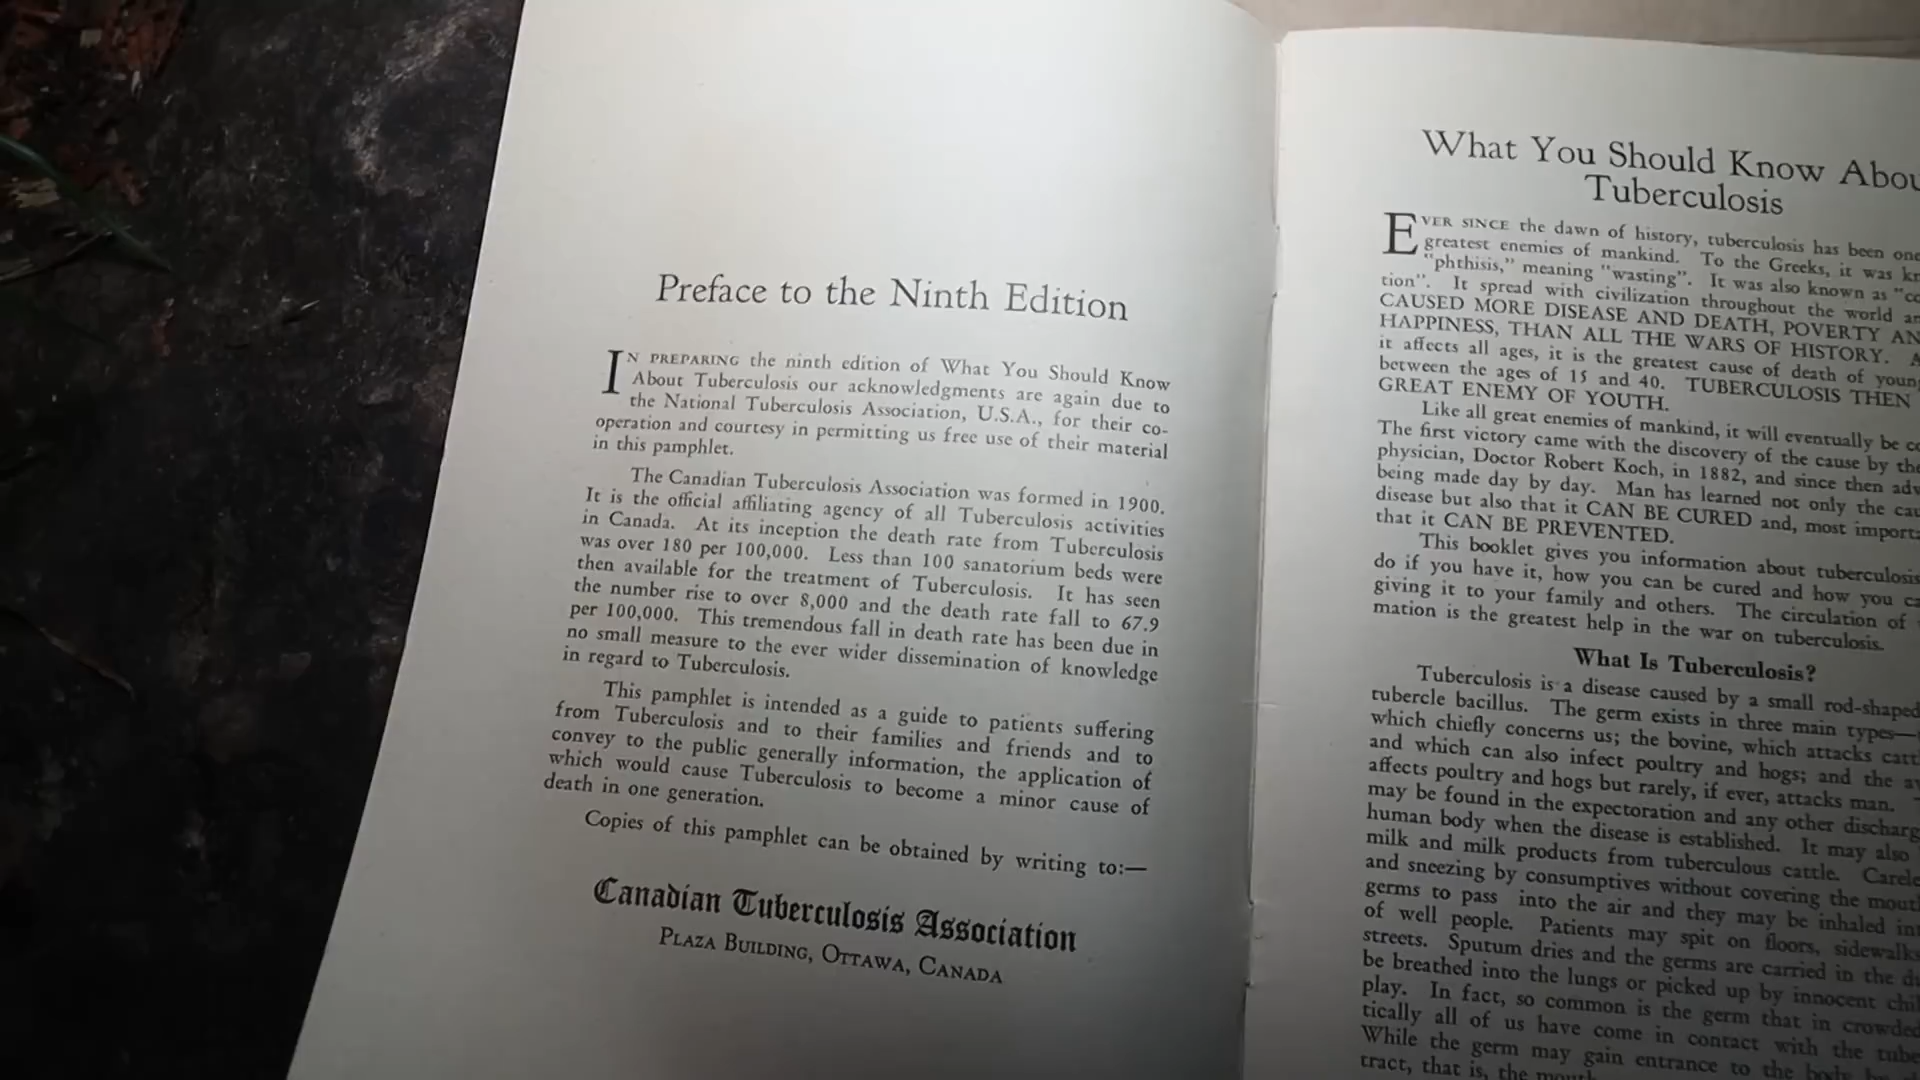 Preface to the Ninth Edition
IN PREPARING the ninth edition of What You Should Know
About Tuberculosis our acknowledgments are again due to
the National Tuberculosis Association, U.S.A., for their co-
operation and courtesy in permitting us free use of their material
in this pamphlet.
The Canadian Tuberculosis Association was formed in 1900.
It is the official affiliating agency of all Tuberculosis activities
in Canada. At its inception the death rate from Tuberculosis
was over 180 per 100,000. Less than 100 sanatorium beds were
then available for the treatment of Tuberculosis. It has seen
the number rise to over 8,000 and the death rate fall to 67.9
per 100,000. This tremendous fall in death rate has been due in
no small measure to the ever wider dissemination of knowledge
in regard to Tuberculosis.
This pamphlet is intended as a guide to patients suffering
from Tuberculosis and to their families and friends and to
convey to the public generally information, the application of
which would cause Tuberculosis to become a minor cause of
death in one generation.
Copies of this pamphlet can be obtained by writing to:—
Canadian Tuberculosis Association
PLAZA BUILDING, OTTAWA, CANADA
What You Should Know
Tuberculosis
EVER SINCE the dawn of history, tuberculosis has been one
greatest enemies of mankind. To the Greeks, it was
"phthisis," meaning "wasting". It was also known as
tion". It spread with civilization throughout the world
CAUSED MORE DISEASE AND DEATH, POVERTY
HAPPINESS, THAN ALL THE WARS OF HISTORY.
it affects all ages, it is the greatest cause of death of
between the ages of 15 and 40. TUBERCULOSIS THEN
GREAT ENEMY OF YOUTH.
Like all great enemies of mankind, it will eventually be
The first victory came with the discovery of the cause by the
physician, Doctor Robert Koch, in 1882, and since then
being made day by day. Man has learned not only the
disease but also that it CAN BE CURED and, most
that it CAN BE PREVENTED.
This booklet gives you information about tuberculosis
do if you have it, how you can be cured and how you
giving it to your family and others. The circulation of
mation is the greatest help in the war on tuberculosis.
What Is Tuberculosis?
Tuberculosis is a disease caused by a small rod-shaped
tubercle bacillus. The germ exists in three main types—
which chiefly concerns us; the bovine, which attacks
and which can also infect poultry and hogs; and the
affects poultry and hogs but rarely, if ever, attacks man.
may be found in the expectoration and any other
human body when the disease is established. It may also
milk and milk products from tuberculous cattle.
and sneezing by consumptives without covering the
germs to pass into the air and they may be inhaled
of well people. Patients may spit on floors,
streets. Sputum dries and the germs are carried in the
be breathed into the lungs or picked up by innocent
play. In fact, so common is the germ that in crowded
tically all of us have come in contact with the
While the germ may gain entrance to the body
tract, that is, the